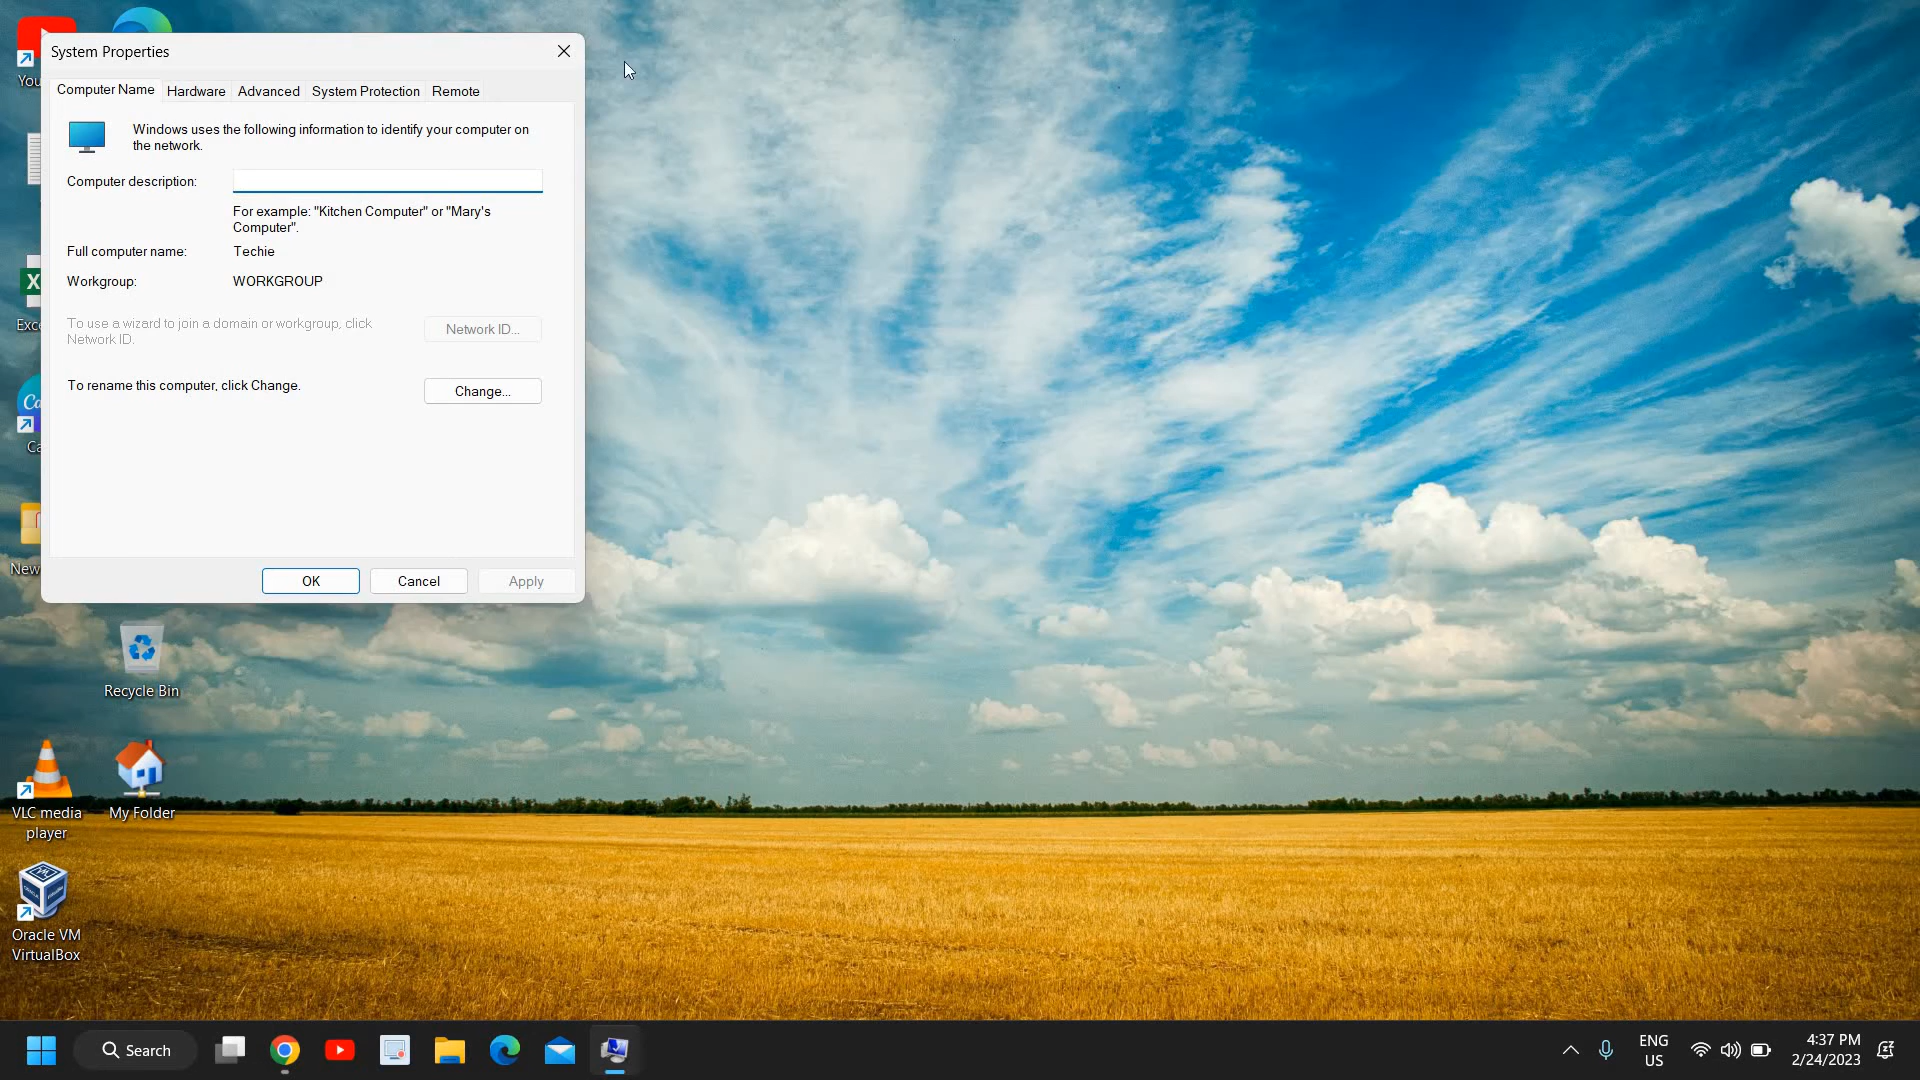 System Properties
Computer Name
Hardware
Advanced
System Protection
Remote
Windows uses the following information to identify your computer on
the network.
Computer description:
For example: "Kitchen Computer" or "Mary's
Computer".
Full computer name:
Techie
Workgroup:
WORKGROUP
To use a wizard to join a domain or workgroup, click
Network ID.
Network ID...
To rename this computer, click Change.
Change...
OK
Cancel
Apply
You
Exce
Ca
New
Recycle Bin
VLC media
player
My Folder
Oracle VM
VirtualBox
Search
ENG
US
4:37 PM
2/24/2023